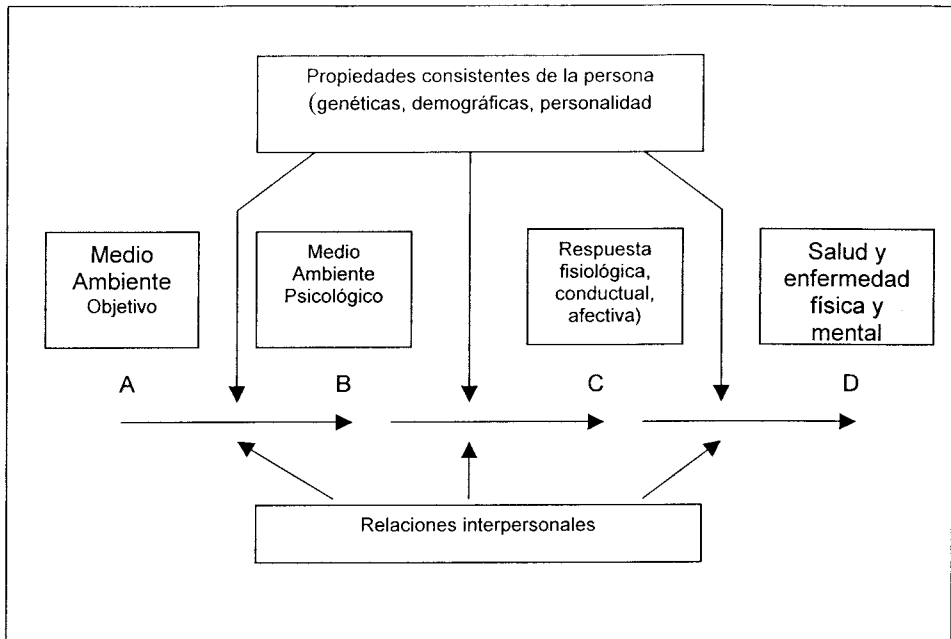 Propiedades consistentes de la persona
(genéticas, demográficas, personalidad
Medio
Ambiente
Objetivo
Medio
Ambiente
Psicológico
Respuesta
fisiológica,
conductual,
afectiva)
Salud y
enfermedad
física y
mental
A
B
C
D
Relaciones interpersonales